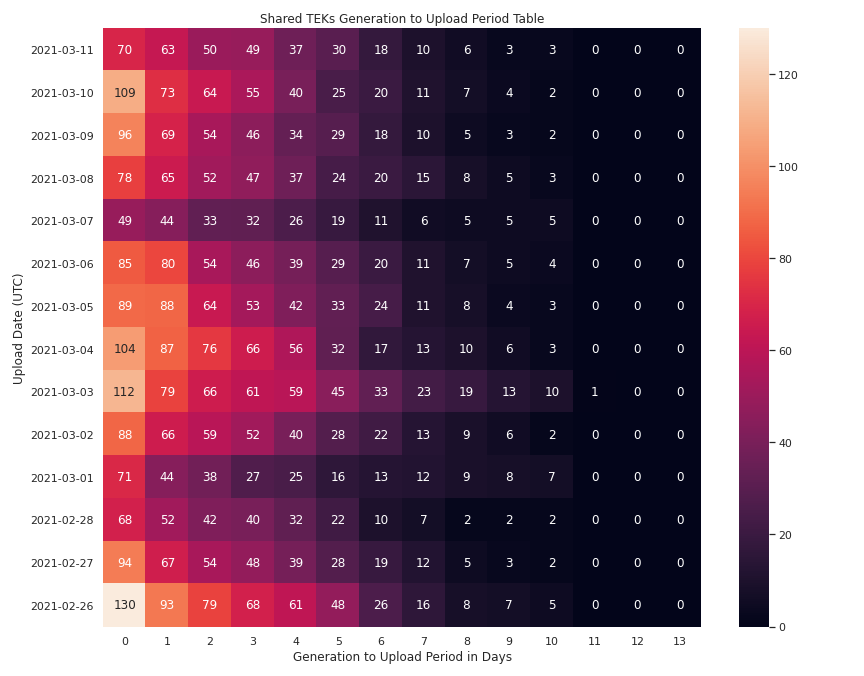 Shared TEKs Generation to Upload Period Table
Upload Date (UTC)
2021-03-11 70 63 50 49 37 30 18 10 6 3 3 0 0 0
2021-03-10 109 73 64 55 40 25 20 11 7 4 2 0 0 0
2021-03-09 96 69 54 46 34 29 18 10 5 3 2 0 0 0
2021-03-08 78 65 52 47 37 24 20 15 8 5 3 0 0 0
2021-03-07 49 44 33 32 26 19 11 6 5 5 5 0 0 0
2021-03-06 85 80 54 46 39 29 20 11 7 5 4 0 0 0
2021-03-05 89 88 64 53 42 33 24 11 8 4 3 0 0 0
2021-03-04 104 87 76 66 56 32 17 13 10 6 3 0 0 0
2021-03-03 112 79 66 61 59 45 33 23 19 13 10 1 0 0
2021-03-02 88 66 59 52 40 28 22 13 9 6 2 0 0 0
2021-03-01 71 44 38 27 25 16 13 12 9 8 7 0 0 0
2021-02-28 68 52 42 40 32 22 10 7 2 2 2 0 0 0
2021-02-27 94 67 54 48 39 28 19 12 5 3 2 0 0 0
2021-02-26 130 93 79 68 61 48 26 16 8 7 5 0 0 0
0 1 2 3 4 5 6 7 8 9 10 11 12 13
Generation to Upload Period in Days
120
100
80
60
40
20
0